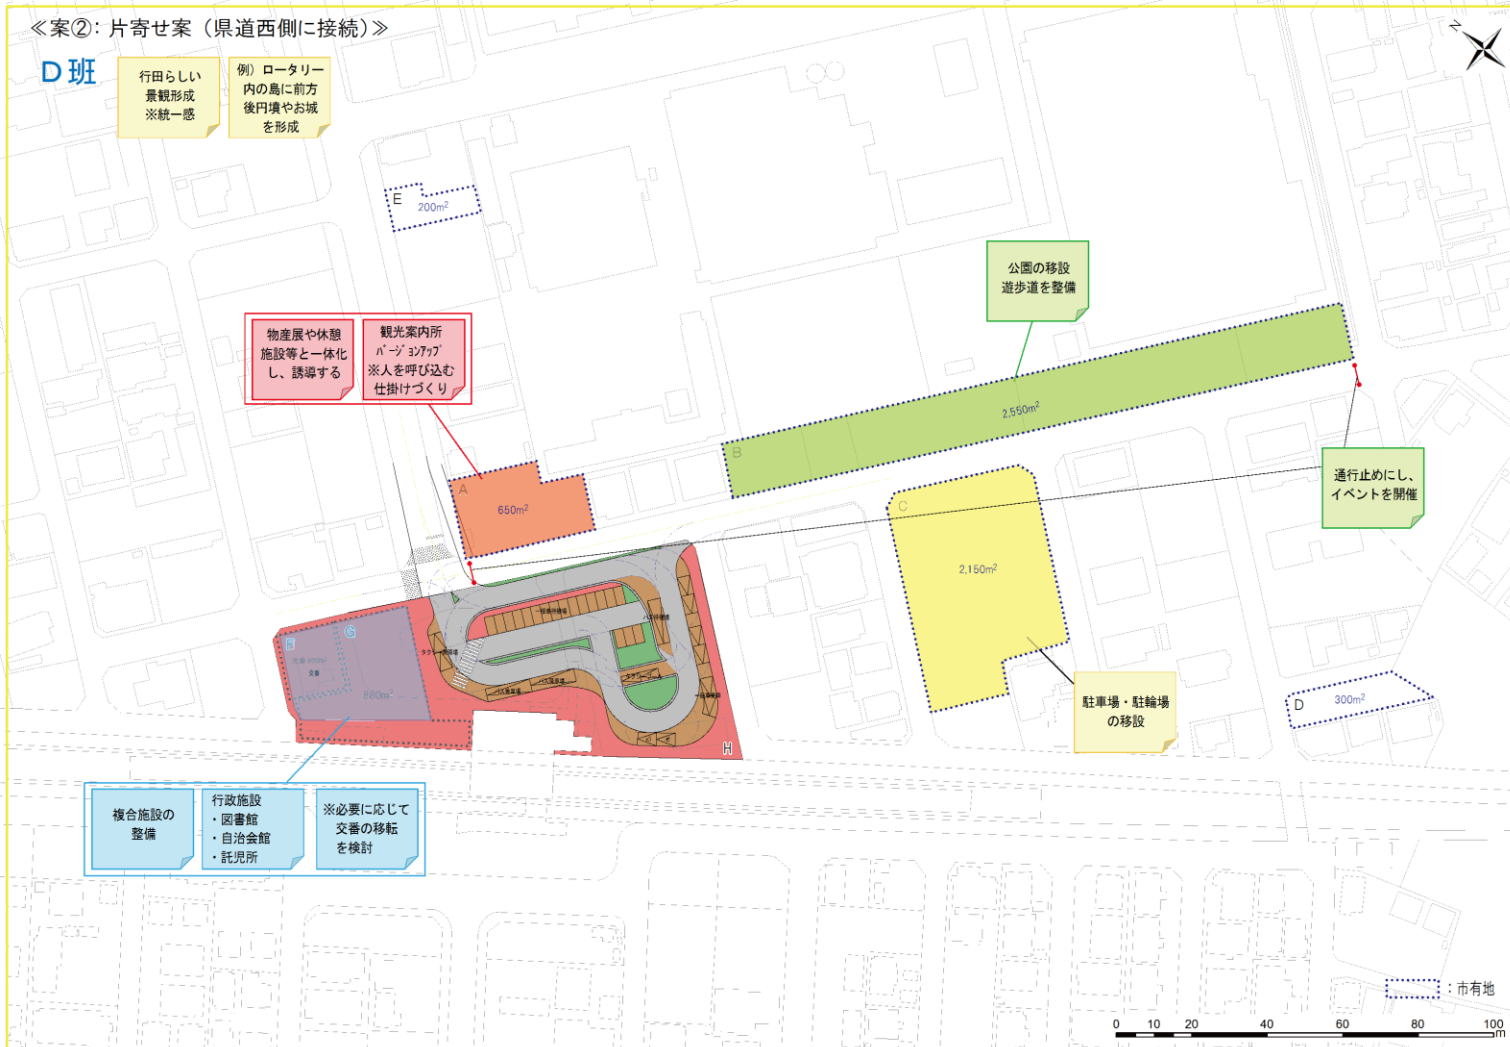 ≪案②: 片寄せ案（県道西側に接続）≫
D班
行田らしい
景観形成
※統一感
例）ロータリー
内の島に前方
後円墳やお城
を形成
N
E
200m²
公園の移設
遊歩道を整備
物産展や休憩
施設等と一体化
し、誘導する
観光案内所
バージョンアップ
※人を呼び込む
仕掛けづくり
2,550m²
B
A
650m²
通行止めにし、
イベントを開催
C
2,150m²
G
交番
880m²
H
駐車場・駐輪場
の移設
D
300m²
複合施設の
整備
行政施設
・図書館
・自治会館
・託児所
※必要に応じて
交番の移転
を検討
：市有地
0 10 20 40 60 80 100
m